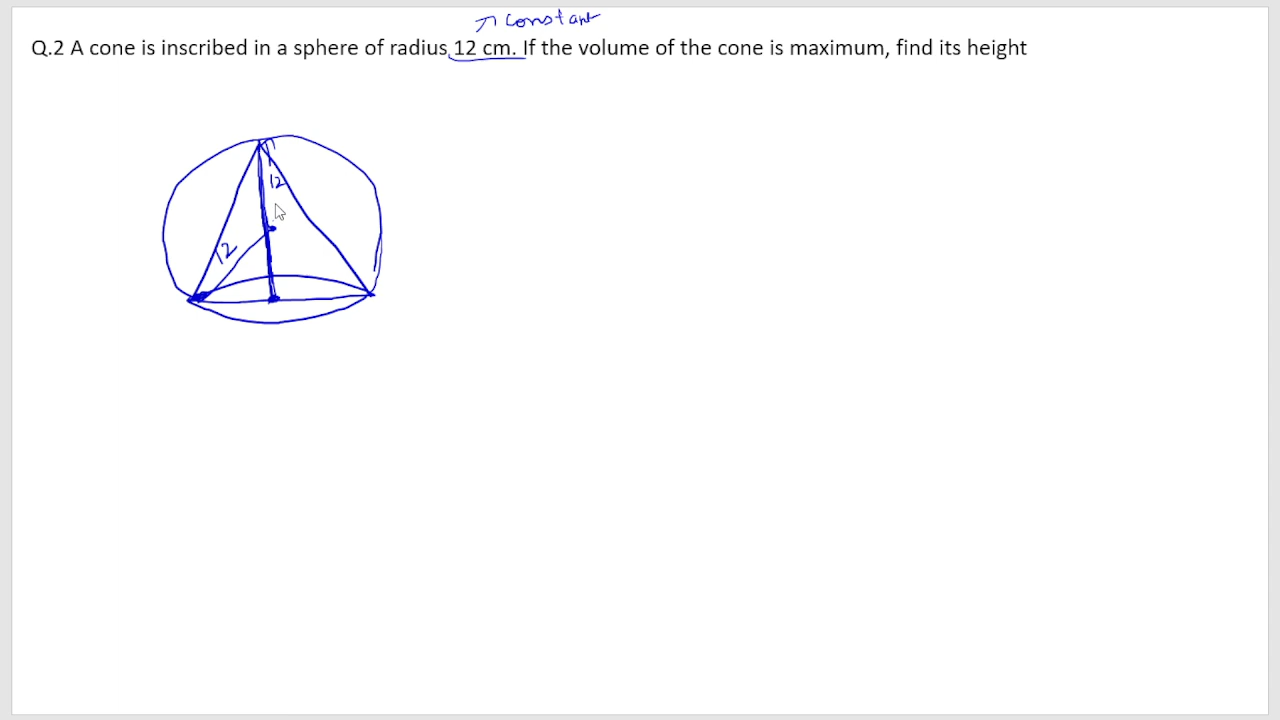 constant
Q.2 A cone is inscribed in a sphere of radius 12 cm. If the volume of the cone is maximum, find its height
12
12